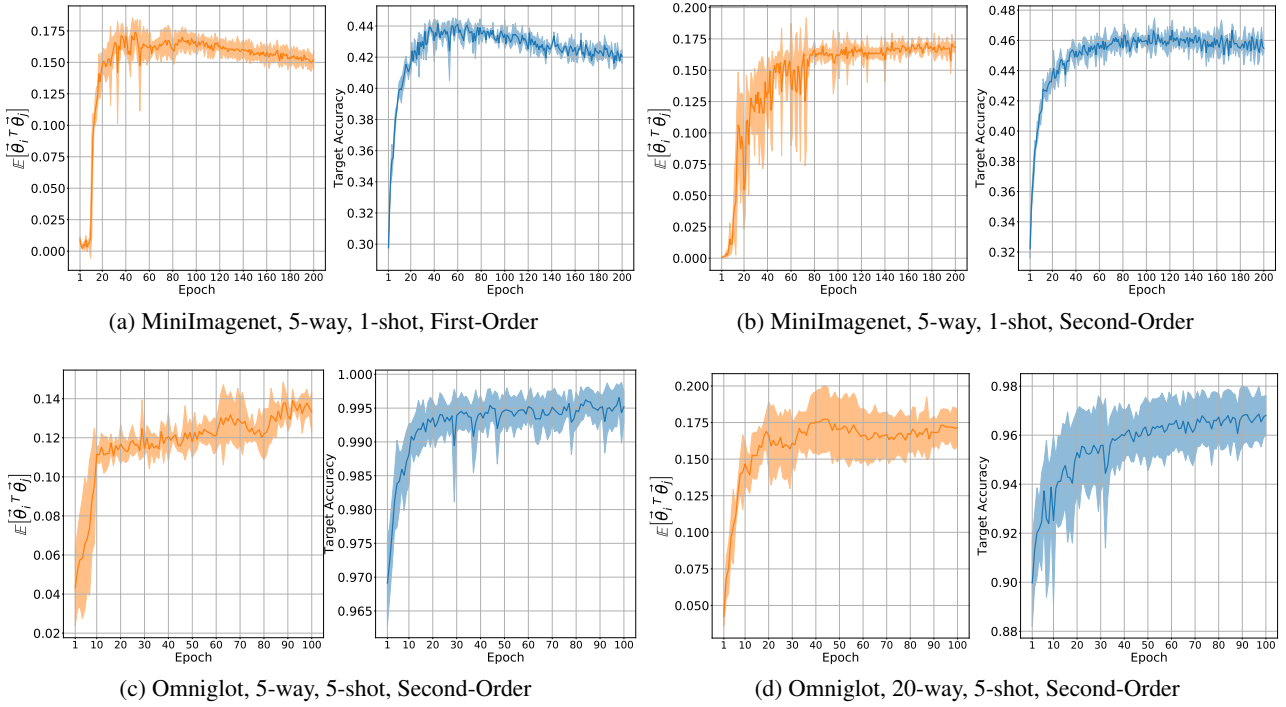 0.175
0.150
0.125
0.100
0.075
0.050
0.025
0.000
𝔼[θ⃗ᵢᵀθ⃗ⱼ]
1 20 40 60 80 100 120 140 160 180 200
Epoch
0.44
0.42
0.40
0.38
0.36
0.34
0.32
0.30
Target Accuracy
1 20 40 60 80 100 120 140 160 180 200
Epoch
(a) MiniImagenet, 5-way, 1-shot, First-Order
0.200
0.175
0.150
0.125
0.100
0.075
0.050
0.025
0.000
𝔼[θ⃗ᵢᵀθ⃗ⱼ]
1 20 40 60 80 100 120 140 160 180 200
Epoch
0.48
0.46
0.44
0.42
0.40
0.38
0.36
0.34
0.32
Target Accuracy
1 20 40 60 80 100 120 140 160 180 200
Epoch
(b) MiniImagenet, 5-way, 1-shot, Second-Order
0.14
0.12
0.10
0.08
0.06
0.04
0.02
𝔼[θ⃗ᵢᵀθ⃗ⱼ]
1 10 20 30 40 50 60 70 80 90 100
Epoch
1.000
0.995
0.990
0.985
0.980
0.975
0.970
0.965
Target Accuracy
1 10 20 30 40 50 60 70 80 90 100
Epoch
(c) Omniglot, 5-way, 5-shot, Second-Order
0.200
0.175
0.150
0.125
0.100
0.075
0.050
𝔼[θ⃗ᵢᵀθ⃗ⱼ]
1 10 20 30 40 50 60 70 80 90 100
Epoch
0.98
0.96
0.94
0.92
0.90
0.88
Target Accuracy
1 10 20 30 40 50 60 70 80 90 100
Epoch
(d) Omniglot, 20-way, 5-shot, Second-Order